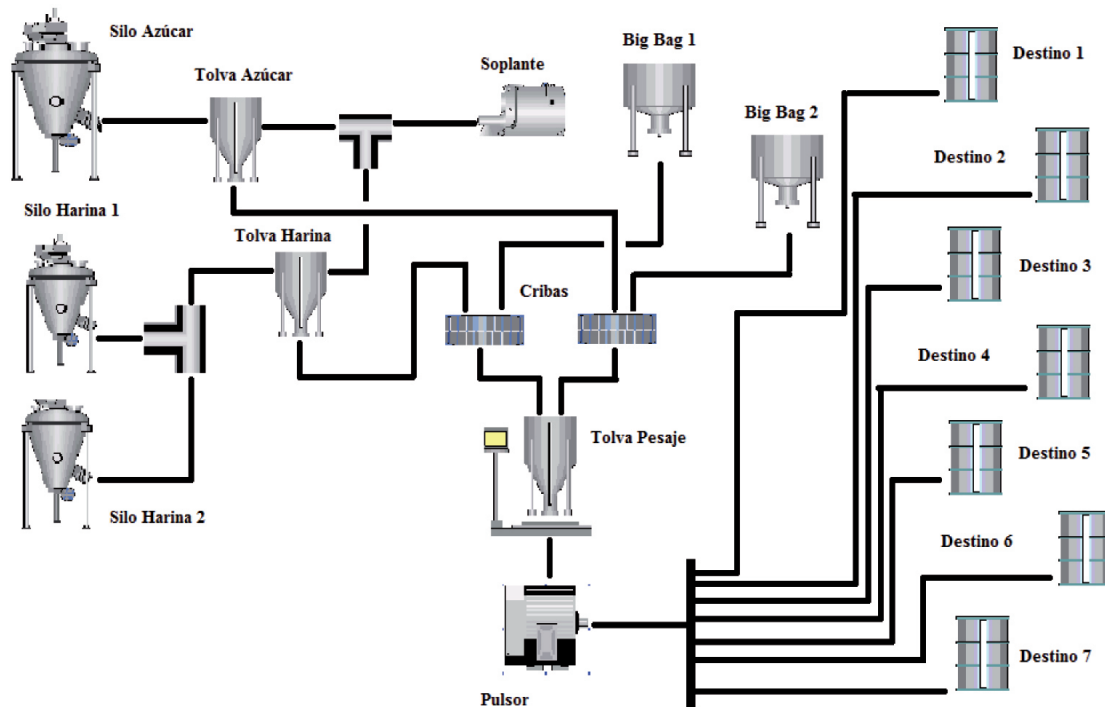 Silo Azúcar
Tolva Azúcar
Soplante
Big Bag 1
Big Bag 2
Destino 1
Destino 2
Silo Harina 1
Tolva Harina
Destino 3
Cribas
Destino 4
Tolva Pesaje
Destino 5
Silo Harina 2
Destino 6
Destino 7
Pulsor